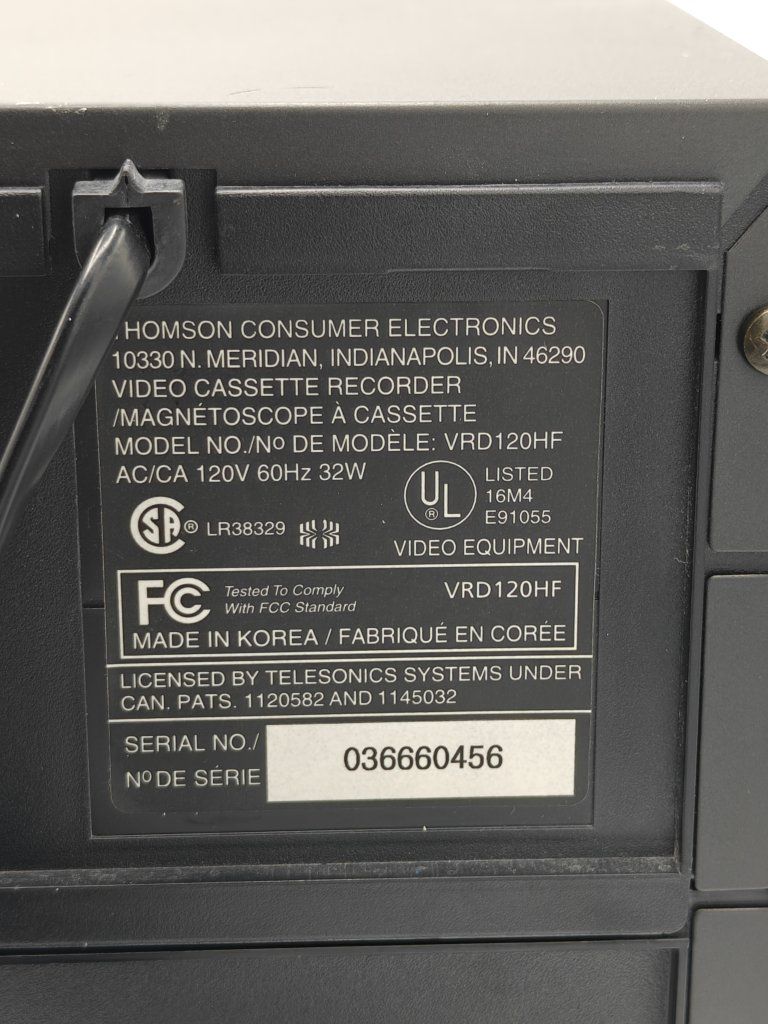 THOMSON CONSUMER ELECTRONICS
10330 N. MERIDIAN, INDIANAPOLIS, IN 46290
VIDEO CASSETTE RECORDER
/MAGNÉTOSCOPE À CASSETTE
MODEL NO./Nº DE MODÈLE: VRD120HF
AC/CA 120V 60Hz 32W
SA ® LR38329
UL ® LISTED
16M4
E91055
VIDEO EQUIPMENT
FC Tested To Comply
With FCC Standard
VRD120HF
MADE IN KOREA / FABRIQUÉ EN CORÉE
LICENSED BY TELESONICS SYSTEMS UNDER
CAN. PATS. 1120582 AND 1145032
SERIAL NO./
Nº DE SÉRIE
036660456